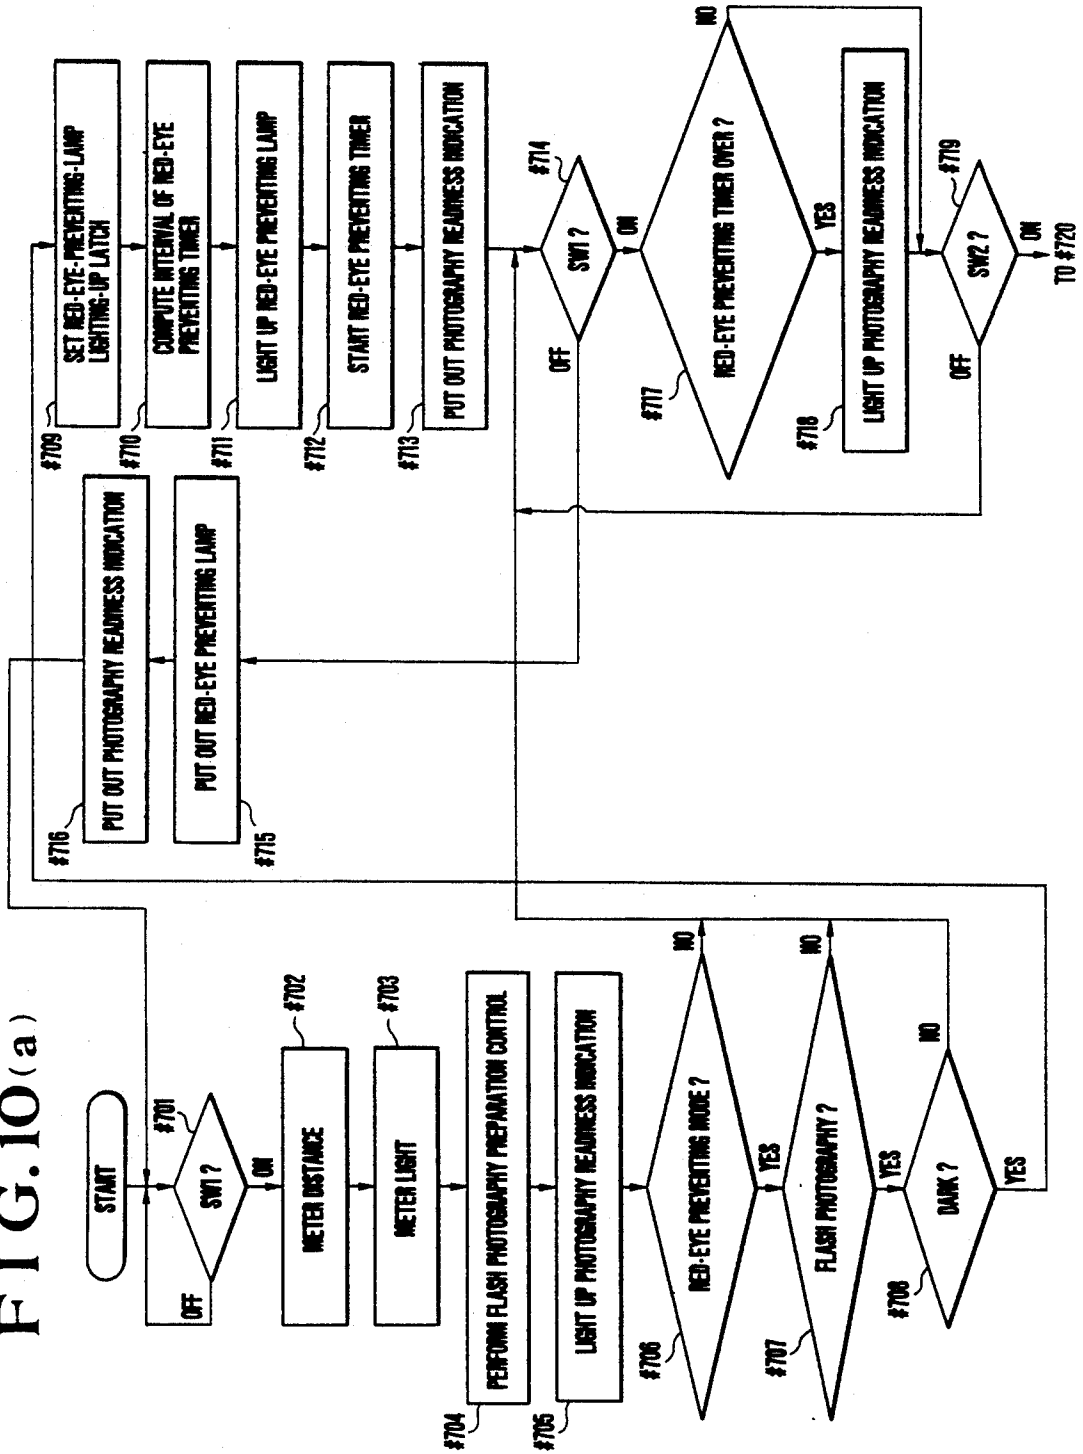 FIG.10(a)
START
#701
SW1 ?
OFF
ON
#702
METER DISTANCE
#703
METER LIGHT
#704
PERFORM FLASH PHOTOGRAPHY PREPARATION CONTROL
#705
LIGHT UP PHOTOGRAPHY READINESS INDICATION
#706
RED-EYE PREVENTING MODE ?
NO
YES
#707
FLASH PHOTOGRAPHY ?
NO
YES
#708
DARK ?
NO
YES
#716
PUT OUT PHOTOGRAPHY READINESS INDICATION
#715
PUT OUT RED-EYE PREVENTING LAMP
#709
SET RED-EYE-PREVENTING-LAMP
LIGHTING-UP LATCH
#710
COMPUTE INTERVAL OF RED-EYE
PREVENTING TIMER
#711
LIGHT UP RED-EYE PREVENTING LAMP
#712
START RED-EYE PREVENTING TIMER
#713
PUT OUT PHOTOGRAPHY READINESS INDICATION
#714
SW1 ?
OFF
ON
#717
RED-EYE PREVENTING TIMER OVER ?
NO
YES
#718
LIGHT UP PHOTOGRAPHY READINESS INDICATION
#719
SW2 ?
OFF
ON
TO #720